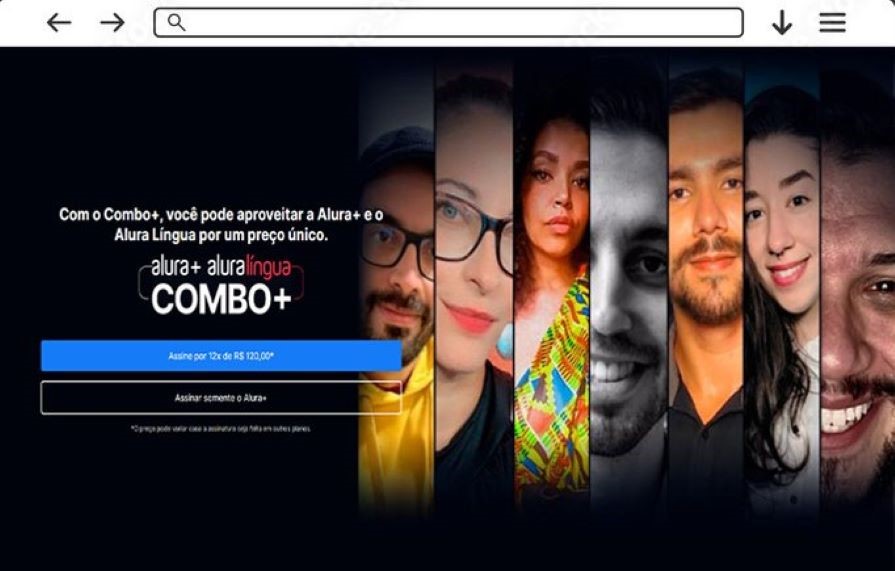 Com o Combo+, você pode aproveitar a Alura+ e o
Alura Língua por um preço único.
alura+ aluralíngua
COMBO+
Assine por 12x de R$ 120,00*
Assinar somente o Alura+
*O preço pode variar caso a assinatura seja feita em outros planos.